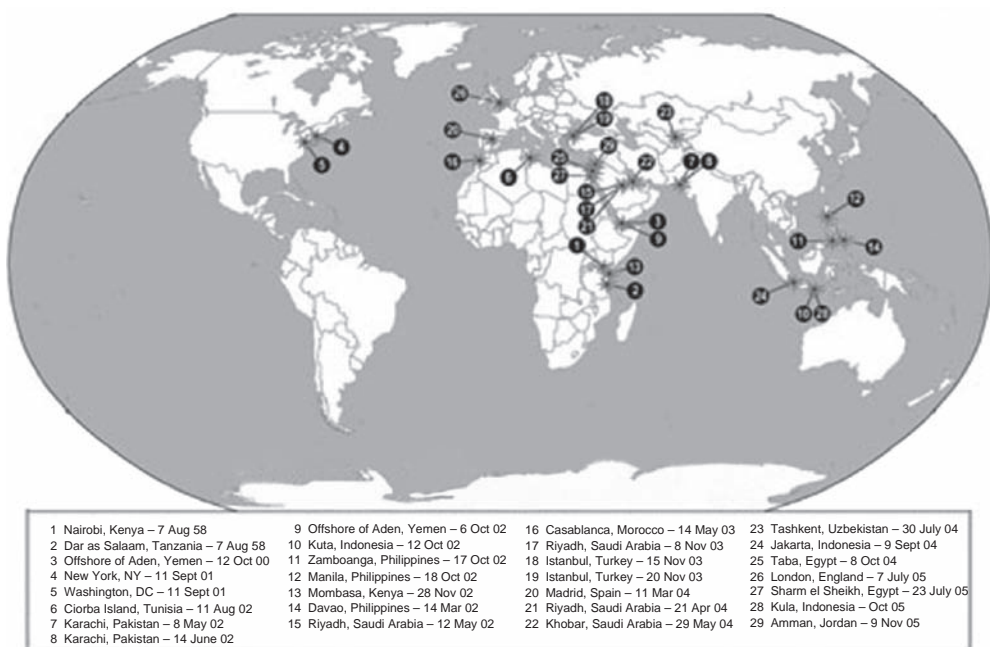 1 Nairobi, Kenya – 7 Aug 58
2 Dar as Salaam, Tanzania – 7 Aug 58
3 Offshore of Aden, Yemen – 12 Oct 00
4 New York, NY – 11 Sept 01
5 Washington, DC – 11 Sept 01
6 Ciorba Island, Tunisia – 11 Aug 02
7 Karachi, Pakistan – 8 May 02
8 Karachi, Pakistan – 14 June 02
9 Offshore of Aden, Yemen – 6 Oct 02
10 Kuta, Indonesia – 12 Oct 02
11 Zamboanga, Philippines – 17 Oct 02
12 Manila, Philippines – 18 Oct 02
13 Mombasa, Kenya – 28 Nov 02
14 Davao, Philippines – 14 Mar 02
15 Riyadh, Saudi Arabia – 12 May 02
16 Casablanca, Morocco – 14 May 03
17 Riyadh, Saudi Arabia – 8 Nov 03
18 Istanbul, Turkey – 15 Nov 03
19 Istanbul, Turkey – 20 Nov 03
20 Madrid, Spain – 11 Mar 04
21 Riyadh, Saudi Arabia – 21 Apr 04
22 Khobar, Saudi Arabia – 29 May 04
23 Tashkent, Uzbekistan – 30 July 04
24 Jakarta, Indonesia – 9 Sept 04
25 Taba, Egypt – 8 Oct 04
26 London, England – 7 July 05
27 Sharm el Sheikh, Egypt – 23 July 05
28 Kula, Indonesia – Oct 05
29 Amman, Jordan – 9 Nov 05